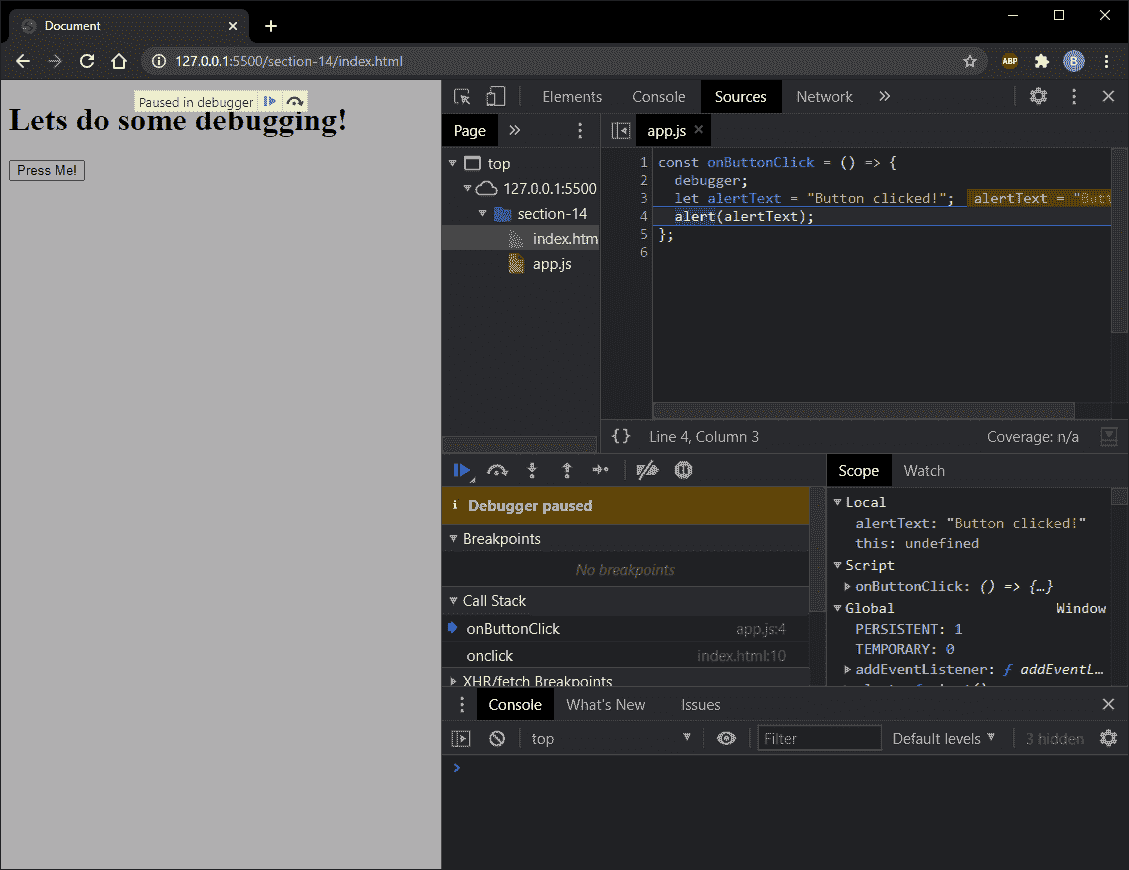 Document
127.0.0.1:5500/section-14/index.html
ABP
B
Paused in debugger
Lets do some debugging!
Press Me!
Elements Console Sources Network
Page
top
127.0.0.1:5500
section-14
index.htm
app.js
app.js
1 const onButtonClick = () => {
2 debugger;
3 let alertText = "Button clicked!"; alertText = "Butt
4 alert(alertText);
5 };
6
{} Line 4, Column 3 Coverage: n/a
Debugger paused
Breakpoints
No breakpoints
Call Stack
onButtonClick app.js:4
onclick index.html:10
XHR/fetch Breakpoints
Scope Watch
Local
alertText: "Button clicked!"
this: undefined
Script
onButtonClick: () => {…}
Global Window
PERSISTENT: 1
TEMPORARY: 0
addEventListener: ƒ addEventL…
Console What's New Issues
top Filter Default levels 3 hidden